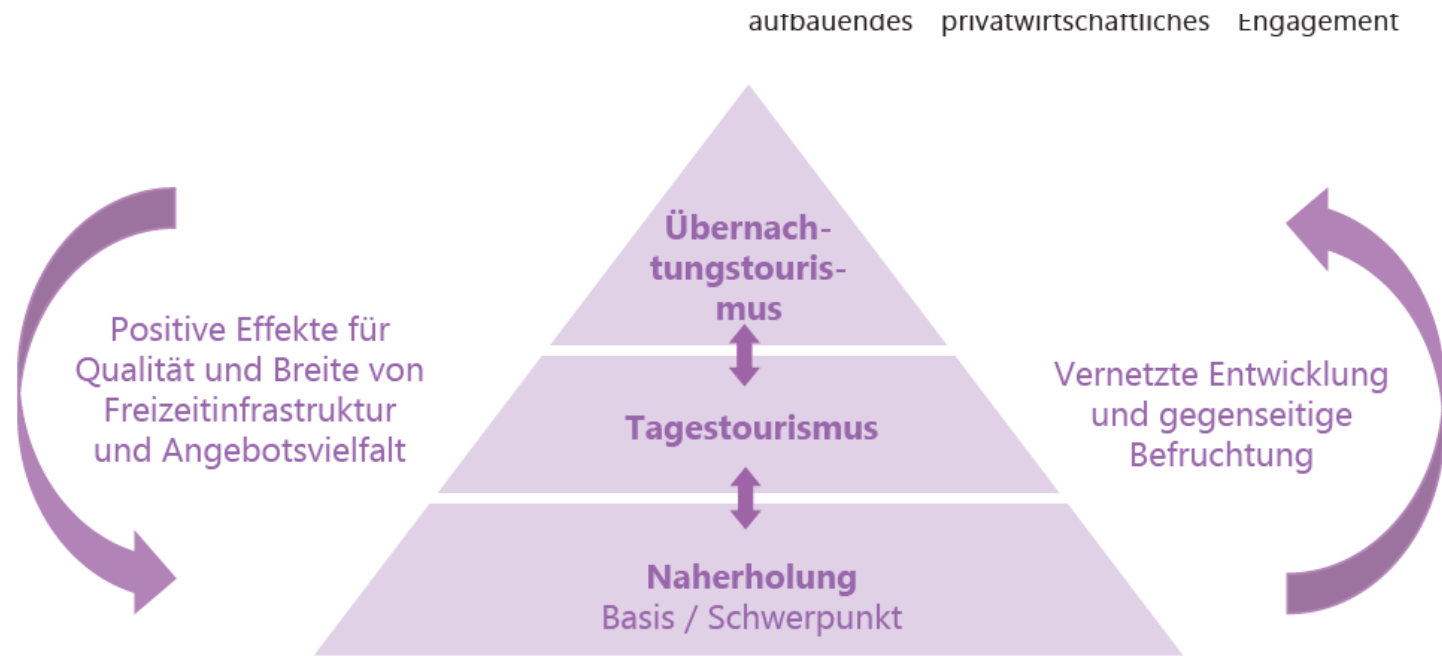 aufbauendes privatwirtschaftliches Engagement
Übernach-
tungstouris-
mus
Positive Effekte für
Qualität und Breite von
Freizeitinfrastruktur
und Angebotsvielfalt
Tagestourismus
Vernetzte Entwicklung
und gegenseitige
Befruchtung
Naherholung
Basis / Schwerpunkt